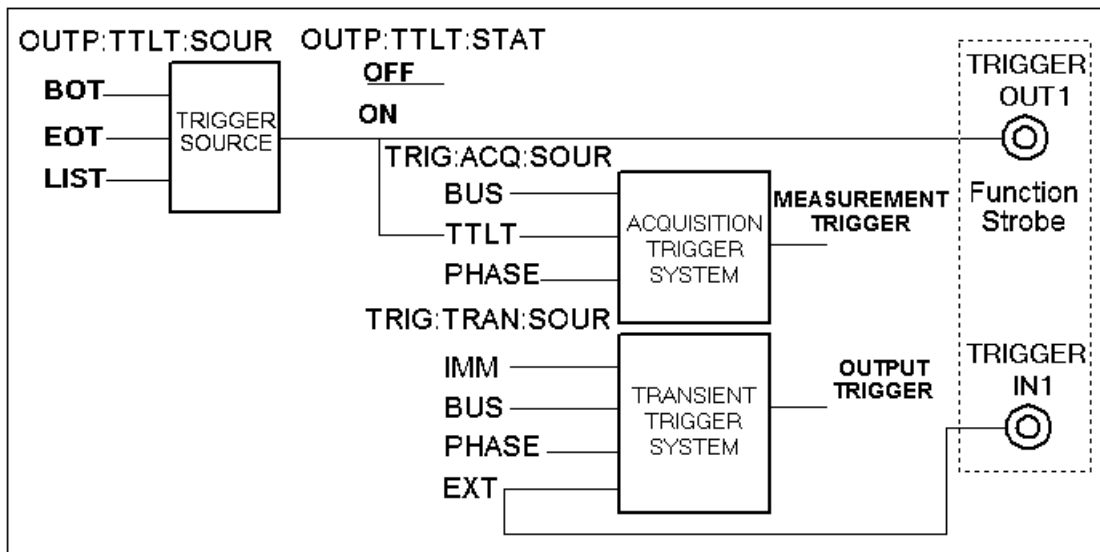 OUTP:TTLT:SOUR
OUTP:TTLT:STAT
BOT
EOT
LIST
TRIGGER
SOURCE
OFF
ON
TRIGGER
OUT1
Function
Strobe
TRIG:ACQ:SOUR
BUS
TTLT
PHASE
ACQUISITION
TRIGGER
SYSTEM
MEASUREMENT
TRIGGER
TRIG:TRAN:SOUR
IMM
BUS
PHASE
EXT
TRANSIENT
TRIGGER
SYSTEM
OUTPUT
TRIGGER
TRIGGER
IN1